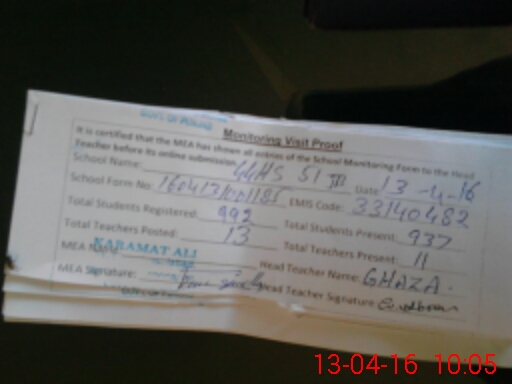 GOVT OF PUNJAB
Monitoring Visit Proof
It is certified that the MEA has shown all entries of the School Monitoring Form to the Head
Teacher before its online submission.
School Name: GGHS 51 Date 13-4-16
School Form No: EMIS Code: 33140482
Total Students Registered: 992 Total Students Present: 937
Total Teachers Posted: 13 Total Teachers Present: 11
MEA Name: KARAMAT ALI Head Teacher Name: GHAZA.
MEA Signature: Head Teacher Signature:
13-04-16 10:05